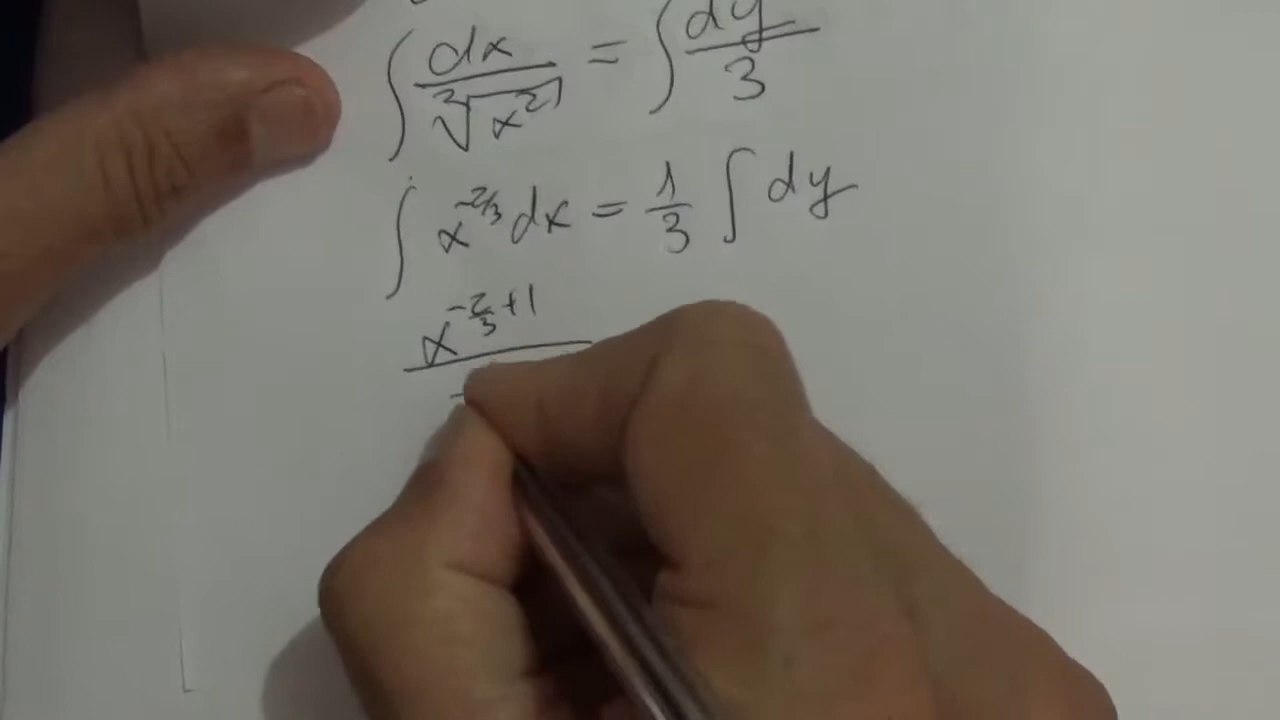 ∫ dx/∛x² = ∫ dy/3
∫ x^(-2/3) dx = 1/3 ∫ dy
x^(-2/3 + 1)